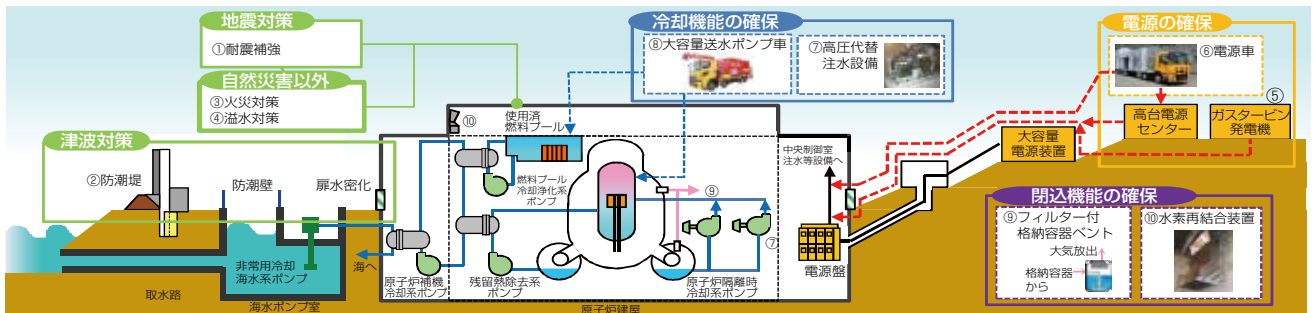 地震対策
①耐震補強
自然災害以外
③火災対策
④溢水対策
津波対策
②防潮堤
防潮壁
扉水密化
非常用冷却
海水系ポンプ
取水路
海水ポンプ室
海へ
原子炉補機
冷却系ポンプ
冷却機能の確保
⑧大容量送水ポンプ車
⑦高圧代替
注水設備
⑩
使用済
燃料プール
燃料プール
冷却浄化系
ポンプ
残留熱除去系
ポンプ
⑨
⑦
原子炉隔離時
冷却系ポンプ
原子炉建屋
中央制御室
注水等設備へ
電源盤
電源の確保
⑥電源車
⑤
高台電源
センター
ガスタービン
発電機
大容量
電源装置
閉込機能の確保
⑨フィルター付
格納容器ベント
大気放出
格納容器
から
⑩水素再結合装置